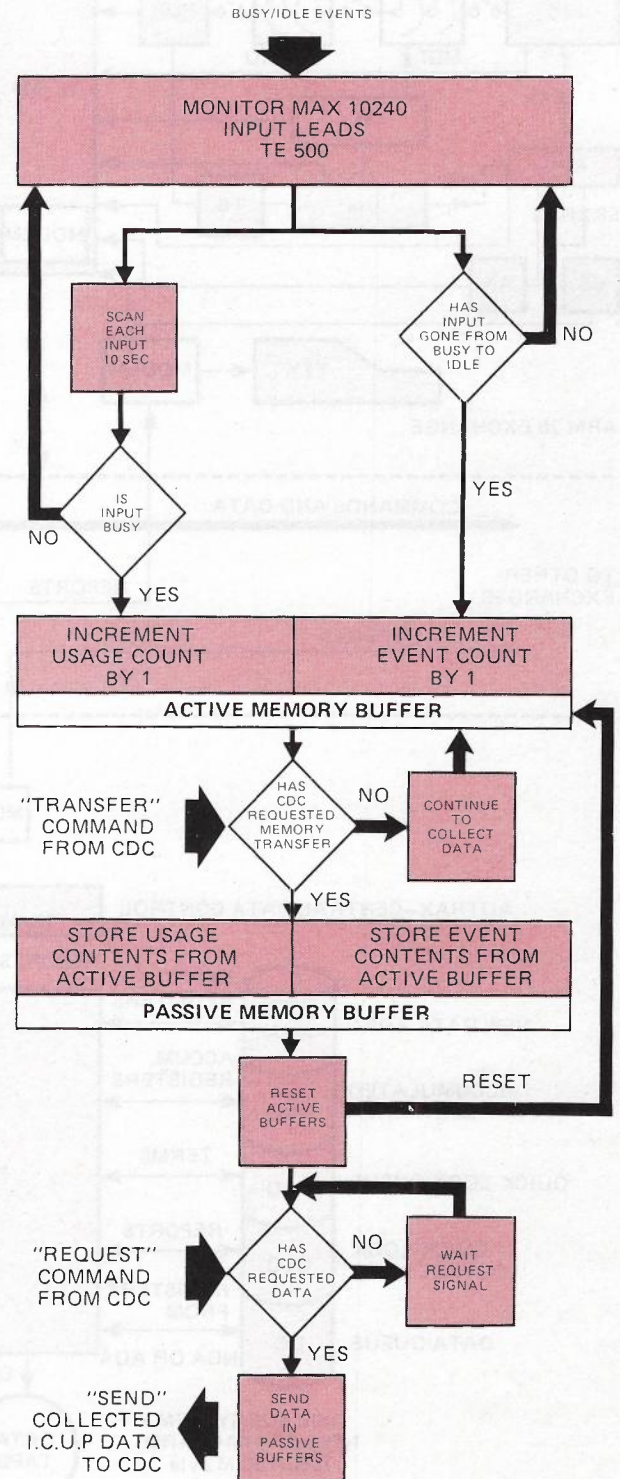 BUSY/IDLE EVENTS
MONITOR MAX 10240
INPUT LEADS
TE 500
SCAN
EACH
INPUT
10 SEC
HAS
INPUT
GONE FROM
BUSY TO
IDLE
NO
YES
IS
INPUT
BUSY
NO
YES
INCREMENT
USAGE COUNT
BY 1
INCREMENT
EVENT COUNT
BY 1
ACTIVE MEMORY BUFFER
"TRANSFER"
COMMAND
FROM CDC
HAS
CDC
REQUESTED
MEMORY
TRANSFER
NO
CONTINUE
TO
COLLECT
DATA
YES
STORE USAGE
CONTENTS FROM
ACTIVE BUFFER
STORE EVENT
CONTENTS FROM
ACTIVE BUFFER
PASSIVE MEMORY BUFFER
RESET
ACTIVE
BUFFERS
RESET
"REQUEST"
COMMAND
FROM CDC
HAS
CDC
REQUESTED
DATA
NO
WAIT
REQUEST
SIGNAL
YES
"SEND"
COLLECTED
I.C.U.P DATA
TO CDC
SEND
DATA
IN
PASSIVE
BUFFERS